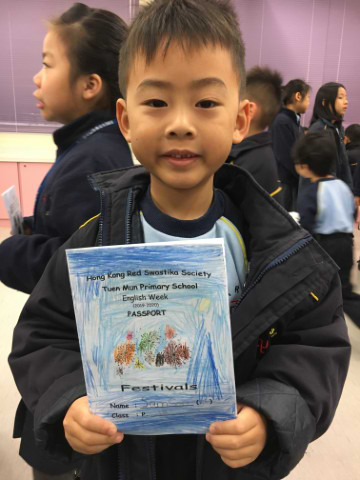 Hong Kong Red Swastika Society
Tuen Mun Primary School
English Week
PASSPORT
Festivals
Name :
Class : P.